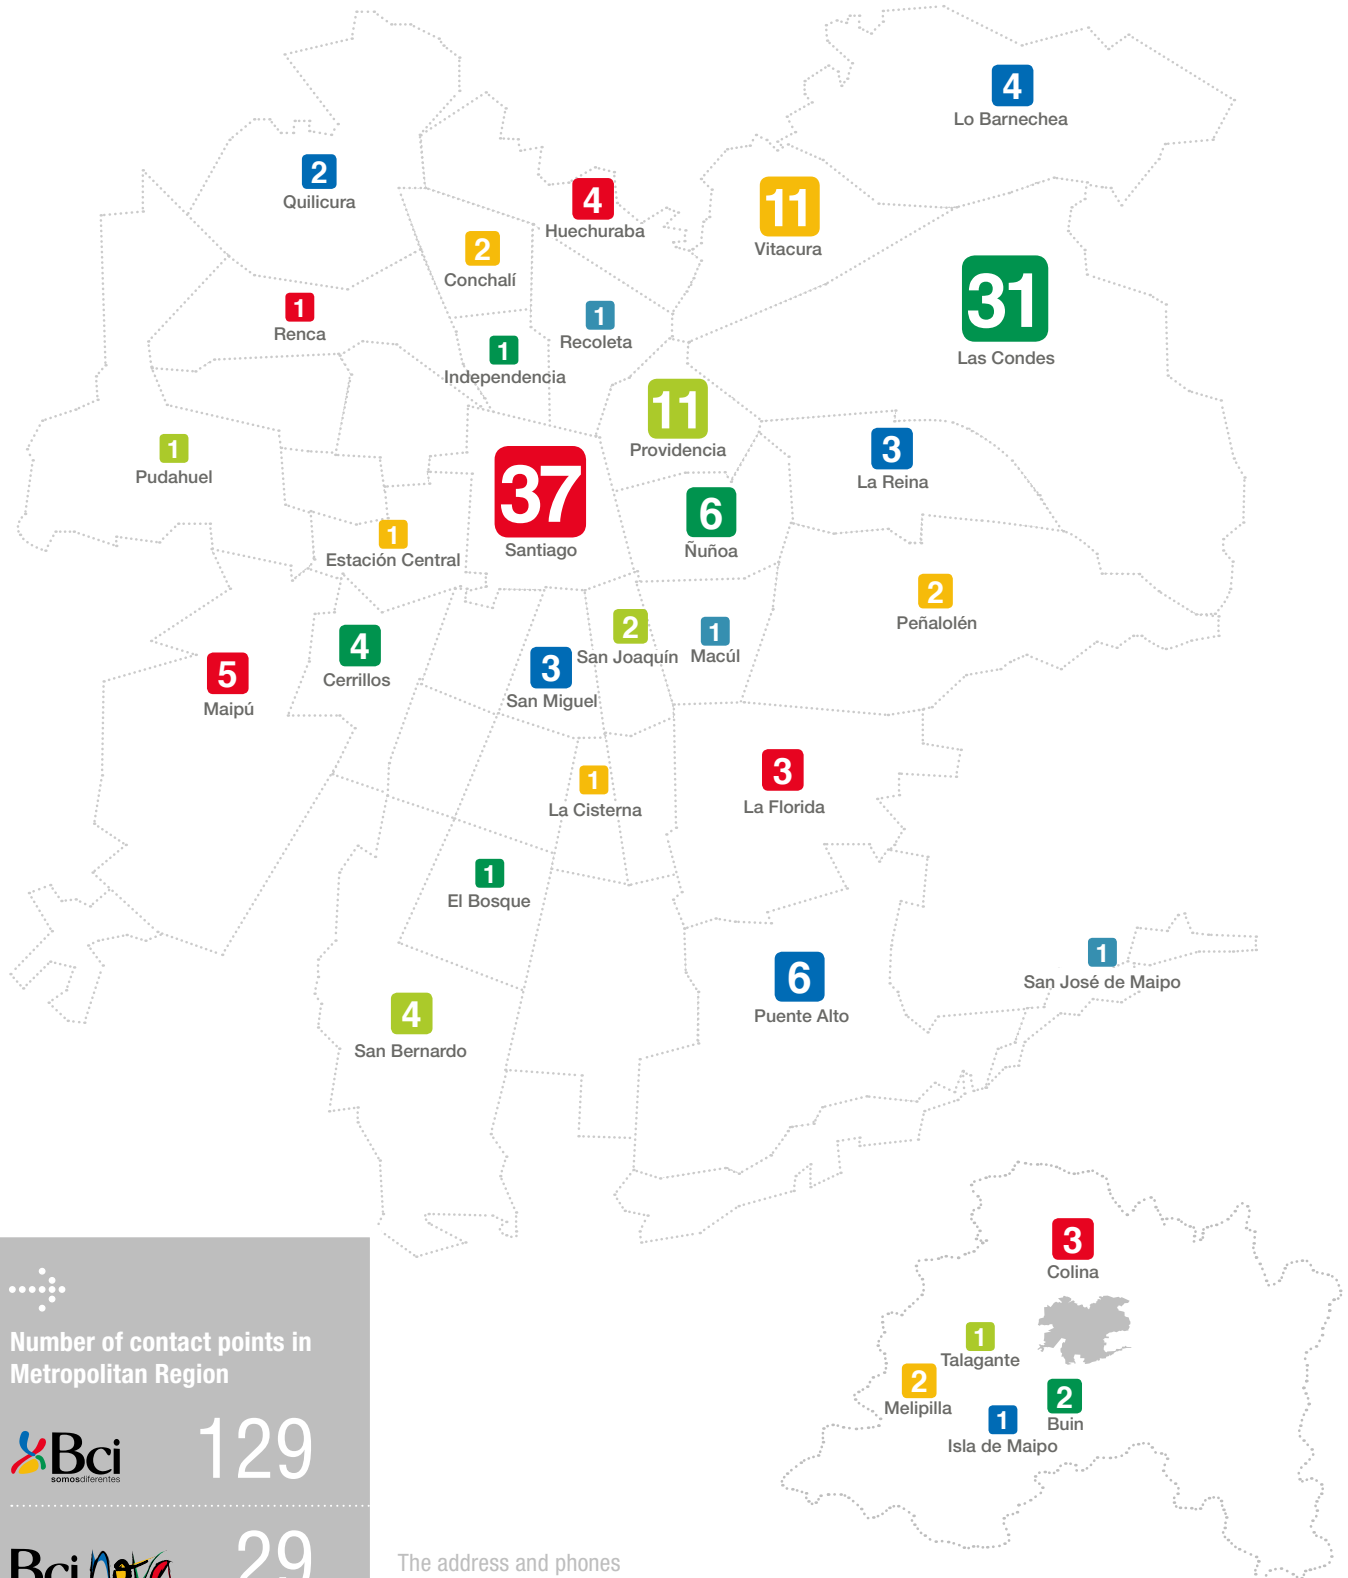 4
Lo Barnechea
2
Quilicura
4
Huechuraba
11
Vitacura
2
Conchalí
31
Las Condes
1
Renca
1
Recoleta
1
Independencia
11
Providencia
1
Pudahuel
3
La Reina
37
Santiago
6
Ñuñoa
1
Estación Central
2
Peñalolén
2
San Joaquín
1
Macúl
4
Cerrillos
3
San Miguel
5
Maipú
3
La Florida
1
La Cisterna
1
El Bosque
1
San José de Maipo
6
Puente Alto
4
San Bernardo
3
Colina
1
Talagante
2
Melipilla
2
Buin
1
Isla de Maipo
Number of contact points in
Metropolitan Region
Bci 129
somosdiferentes
Bci nova 29
The address and phones